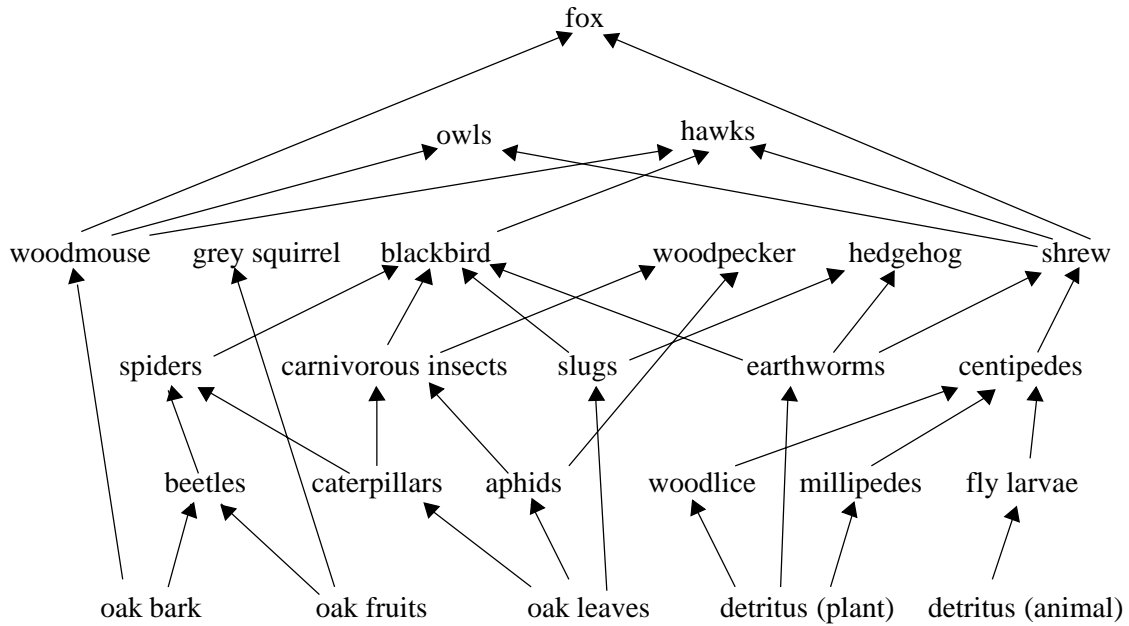 fox
owls hawks
woodmouse grey squirrel blackbird woodpecker hedgehog shrew
spiders carnivorous insects slugs earthworms centipedes
beetles caterpillars aphids woodlice millipedes fly larvae
oak bark oak fruits oak leaves detritus (plant) detritus (animal)